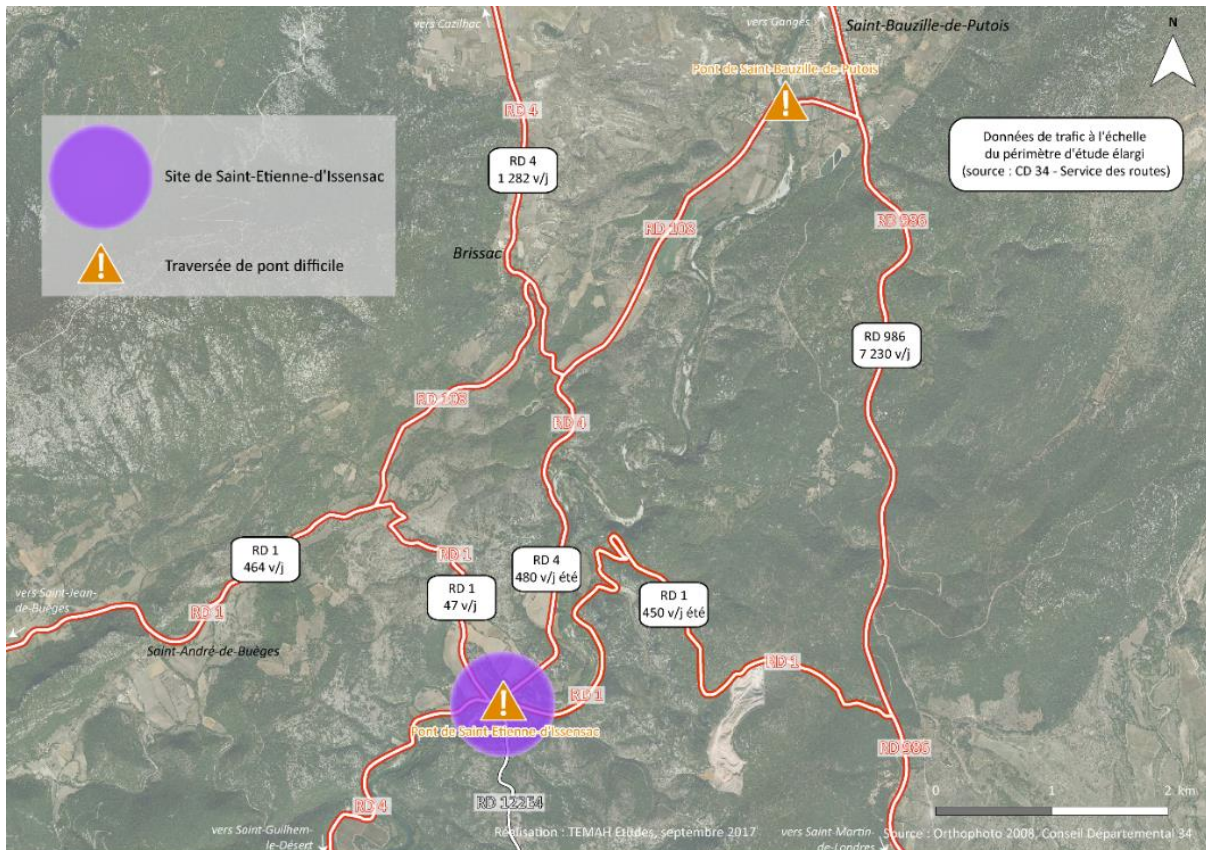 vers Cazilhac
vers Ganges
Saint-Bauzille-de-Putois
N
Pont de Saint-Bauzille-de-Putois
RD 4
RD 4
1 282 v/j
Données de trafic à l'échelle
du périmètre d'étude élargi
(source : CD 34 - Service des routes)
Site de Saint-Etienne-d'Issensac
Traversée de pont difficile
RD 108
RD 986
Brissac
RD 986
7 230 v/j
RD 108
RD 4
RD 1
464 v/j
RD 1
RD 4
480 v/j été
RD 1
47 v/j
RD 1
450 v/j été
vers Saint-Jean-
de-Buèges
RD 1
Saint-André-de-Buèges
RD 1
RD 1
Pont de Saint-Etienne-d'Issensac
RD 986
RD 4
RD 122E4
0 1 2 km
vers Saint-Guilhem-
le-Désert
Réalisation : TEMAH Etudes, septembre 2017
vers Saint Martin-
de-Londres
Source : Orthophoto 2008, Conseil Départemental 34